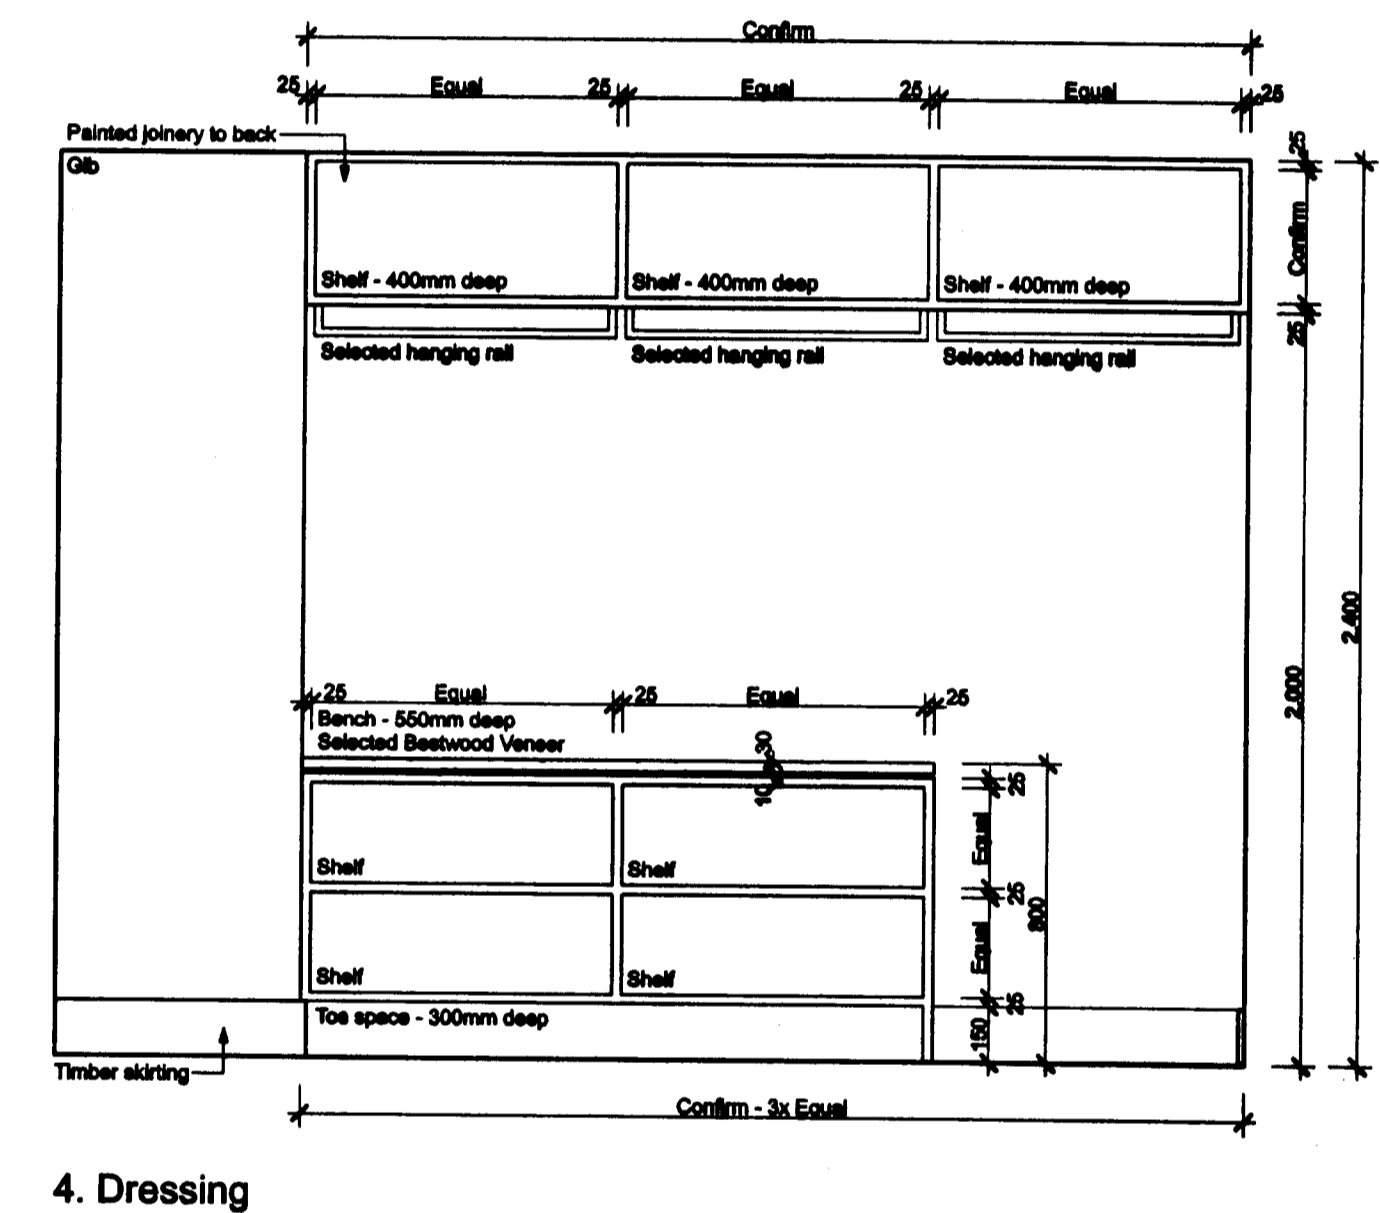 Confirm
25 Equal 25 Equal 25 Equal 25
Painted joinery to back
Gib
25
Confirm
Shelf - 400mm deep
Shelf - 400mm deep
Shelf - 400mm deep
25
Selected hanging rail
Selected hanging rail
Selected hanging rail
2.400
2.000
25 Equal 25 Equal 25
Bench - 550mm deep
Selected Bestwood Veneer
30
10
25
Equal
Shelf
Shelf
25
800
Equal
Shelf
Shelf
25
Toe space - 300mm deep
150
Timber skirting
Confirm - 3x Equal
4. Dressing